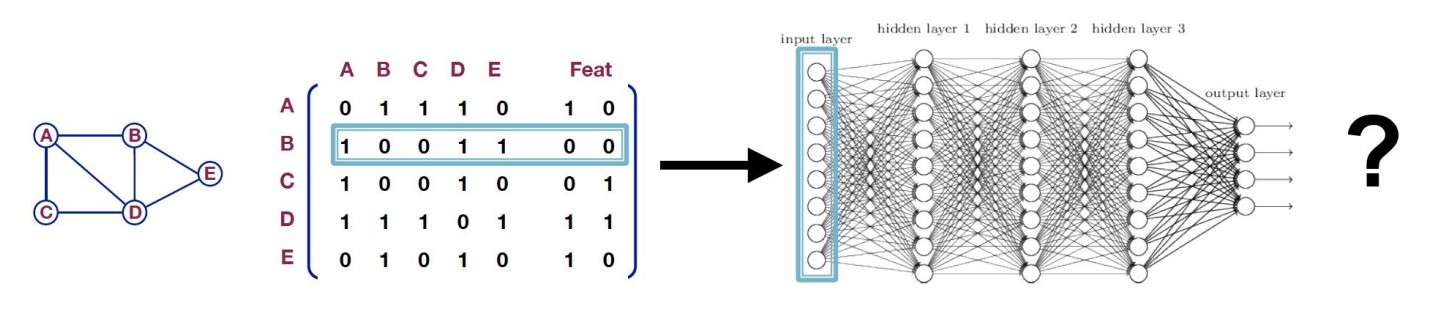 A B
C D E
A B C D E Feat
A 0 1 1 1 0 1 0
B 1 0 0 1 1 0 0
C 1 0 0 1 0 0 1
D 1 1 1 0 1 1 1
E 0 1 0 1 0 1 0
input layer
hidden layer 1 hidden layer 2 hidden layer 3
output layer
?